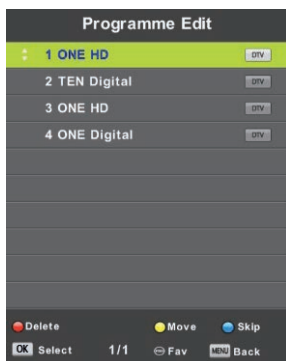 Programme Edit
1 ONE HD DTV
2 TEN Digital DTV
3 ONE HD DTV
4 ONE Digital DTV
Delete Move Skip
OK Select 1/1 Fav MENU Back